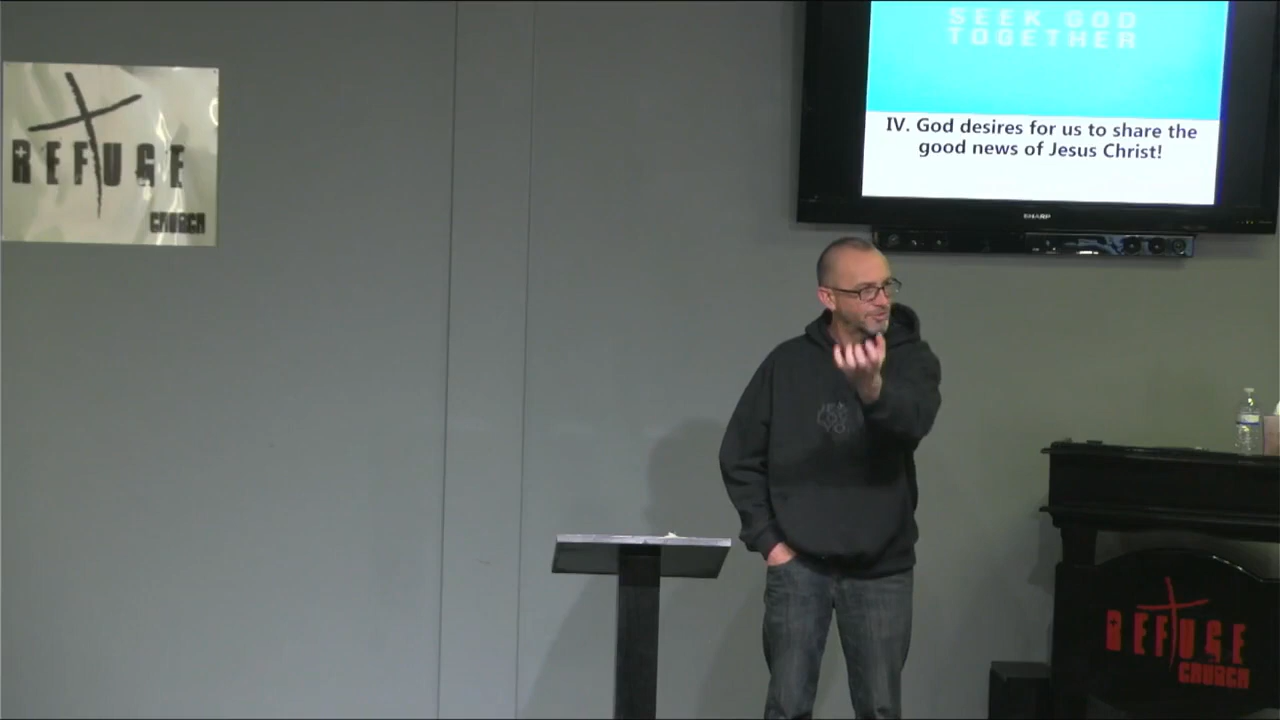 REFUGE
CHURCH
SEEK GOD
TOGETHER
IV. God desires for us to share the
good news of Jesus Christ!
SHARP
REFUGE
CHURCH